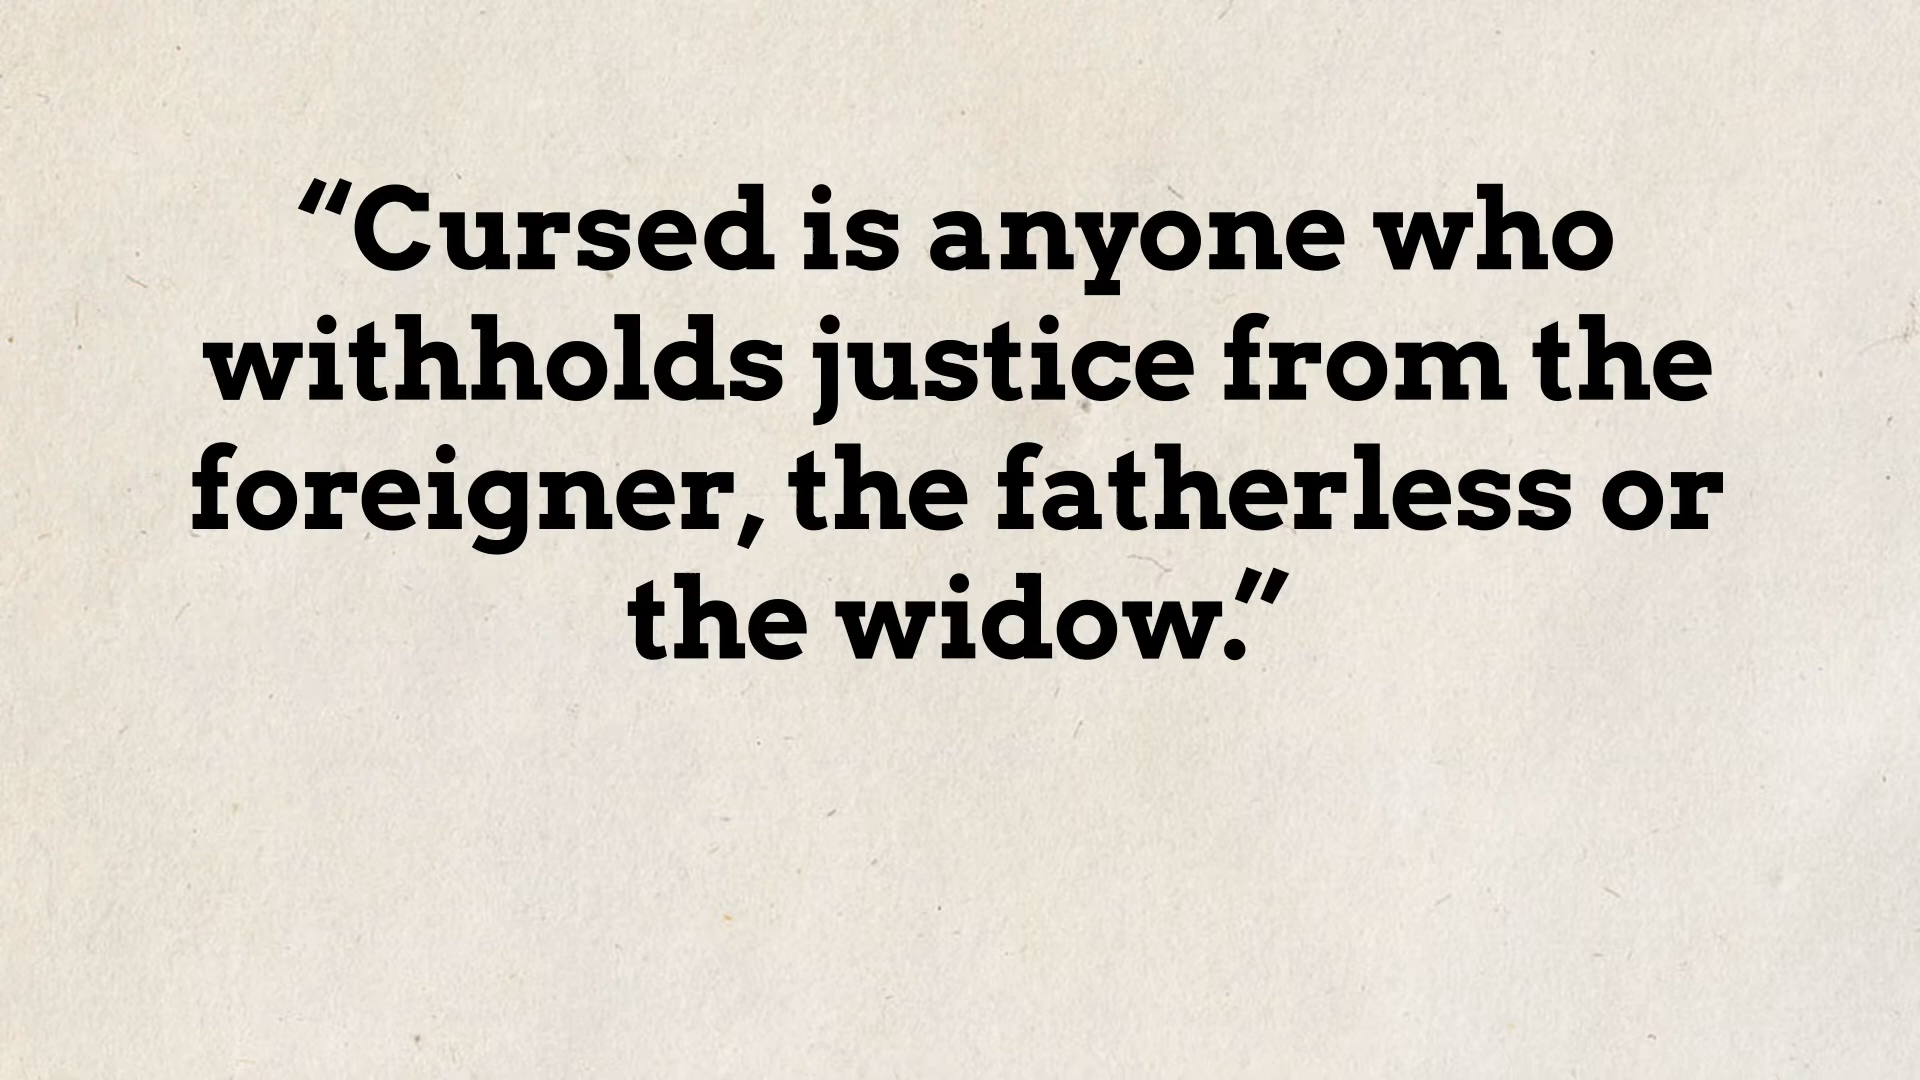 “Cursed is anyone who
withholds justice from the
foreigner, the fatherless or
the widow.”